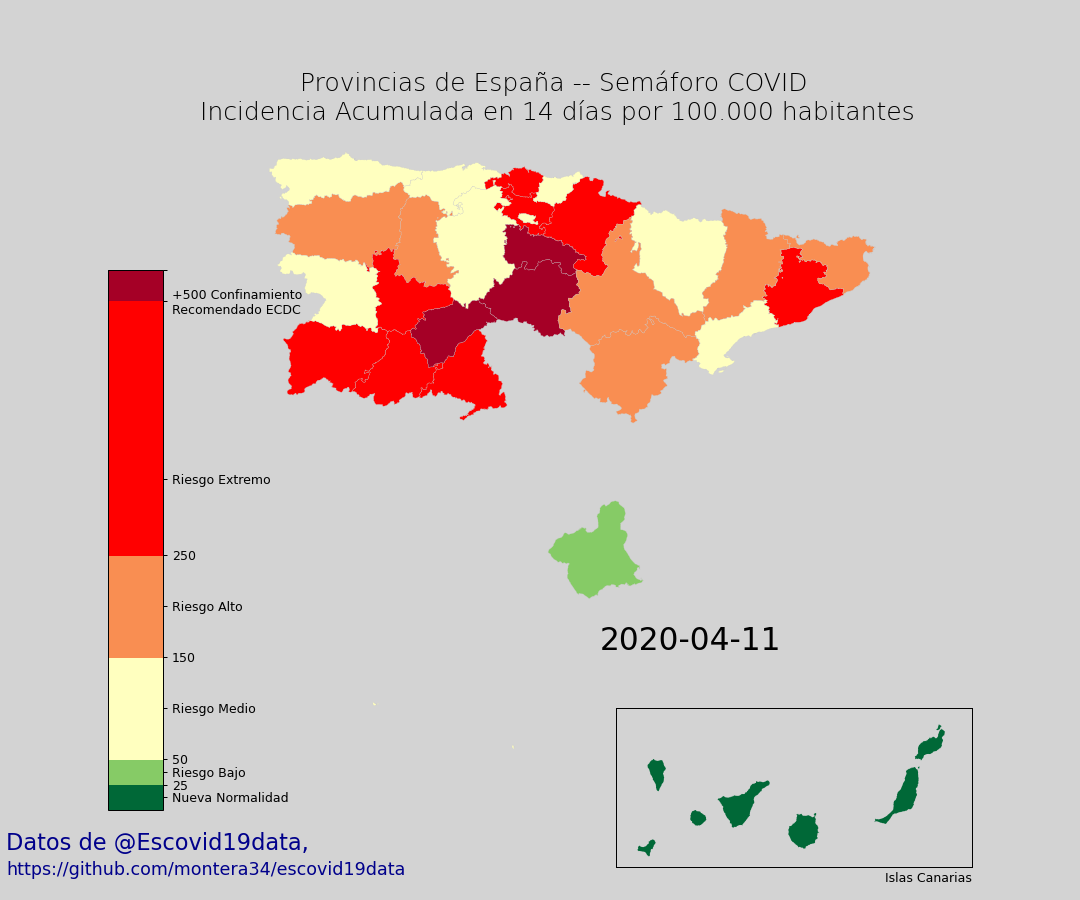 Provincias de España -- Semáforo COVID
Incidencia Acumulada en 14 días por 100.000 habitantes
+500 Confinamiento
Recomendado ECDC
Riesgo Extremo
250
Riesgo Alto
150
Riesgo Medio
50
Riesgo Bajo
25
Nueva Normalidad
2020-04-11
Islas Canarias
Datos de @Escovid19data,
https://github.com/montera34/escovid19data